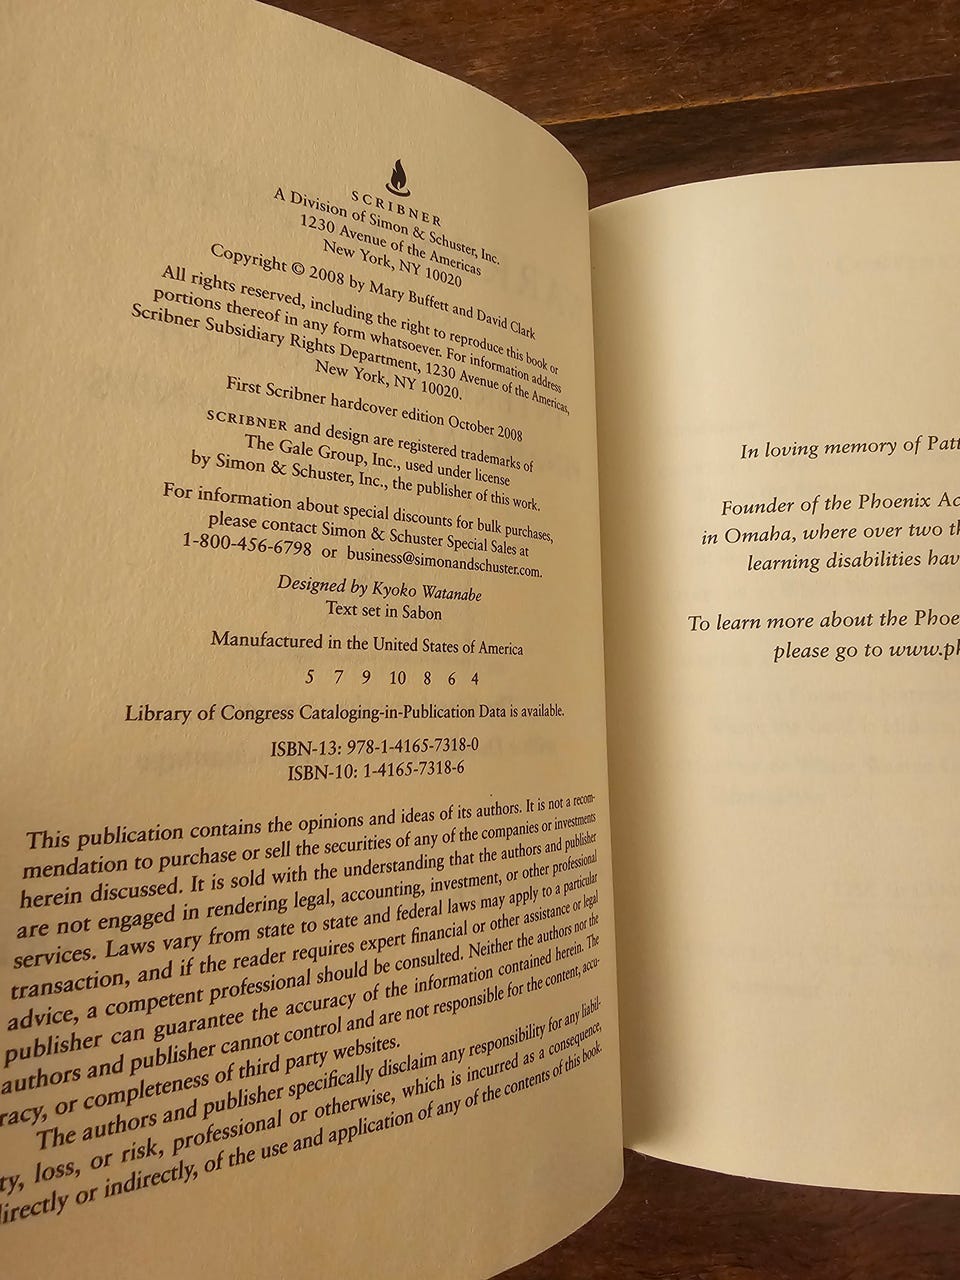 SCRIBNER
A Division of Simon & Schuster, Inc.
1230 Avenue of the Americas
New York, NY 10020
Copyright © 2008 by Mary Buffett and David Clark
All rights reserved, including the right to reproduce this book or
portions thereof in any form whatsoever. For information address
Scribner Subsidiary Rights Department, 1230 Avenue of the Americas,
New York, NY 10020.
First Scribner hardcover edition October 2008
SCRIBNER and design are registered trademarks of
The Gale Group, Inc., used under license
by Simon & Schuster, Inc., the publisher of this work.
For information about special discounts for bulk purchases,
please contact Simon & Schuster Special Sales at
1-800-456-6798 or business@simonandschuster.com.
Designed by Kyoko Watanabe
Text set in Sabon
Manufactured in the United States of America
5 7 9 10 8 6 4
Library of Congress Cataloging-in-Publication Data is available.
ISBN-13: 978-1-4165-7318-0
ISBN-10: 1-4165-7318-6
This publication contains the opinions and ideas of its authors. It is not a recom-
mendation to purchase or sell the securities of any of the companies or investments
herein discussed. It is sold with the understanding that the authors and publisher
are not engaged in rendering legal, accounting, investment, or other professional
services. Laws vary from state to state and federal laws may apply to a particular
transaction, and if the reader requires expert financial or other assistance or legal
advice, a competent professional should be consulted. Neither the authors nor the
publisher can guarantee the accuracy of the information contained herein. The
authors and publisher cannot control and are not responsible for the content, accu-
racy, or completeness of third party websites.
The authors and publisher specifically disclaim any responsibility for any liabil-
ty, loss, or risk, professional or otherwise, which is incurred as a consequence,
directly or indirectly, of the use and application of any of the contents of this book.
In loving memory of Patt
Founder of the Phoenix Ac
in Omaha, where over two th
learning disabilities hav
To learn more about the Phoe
please go to www.ph